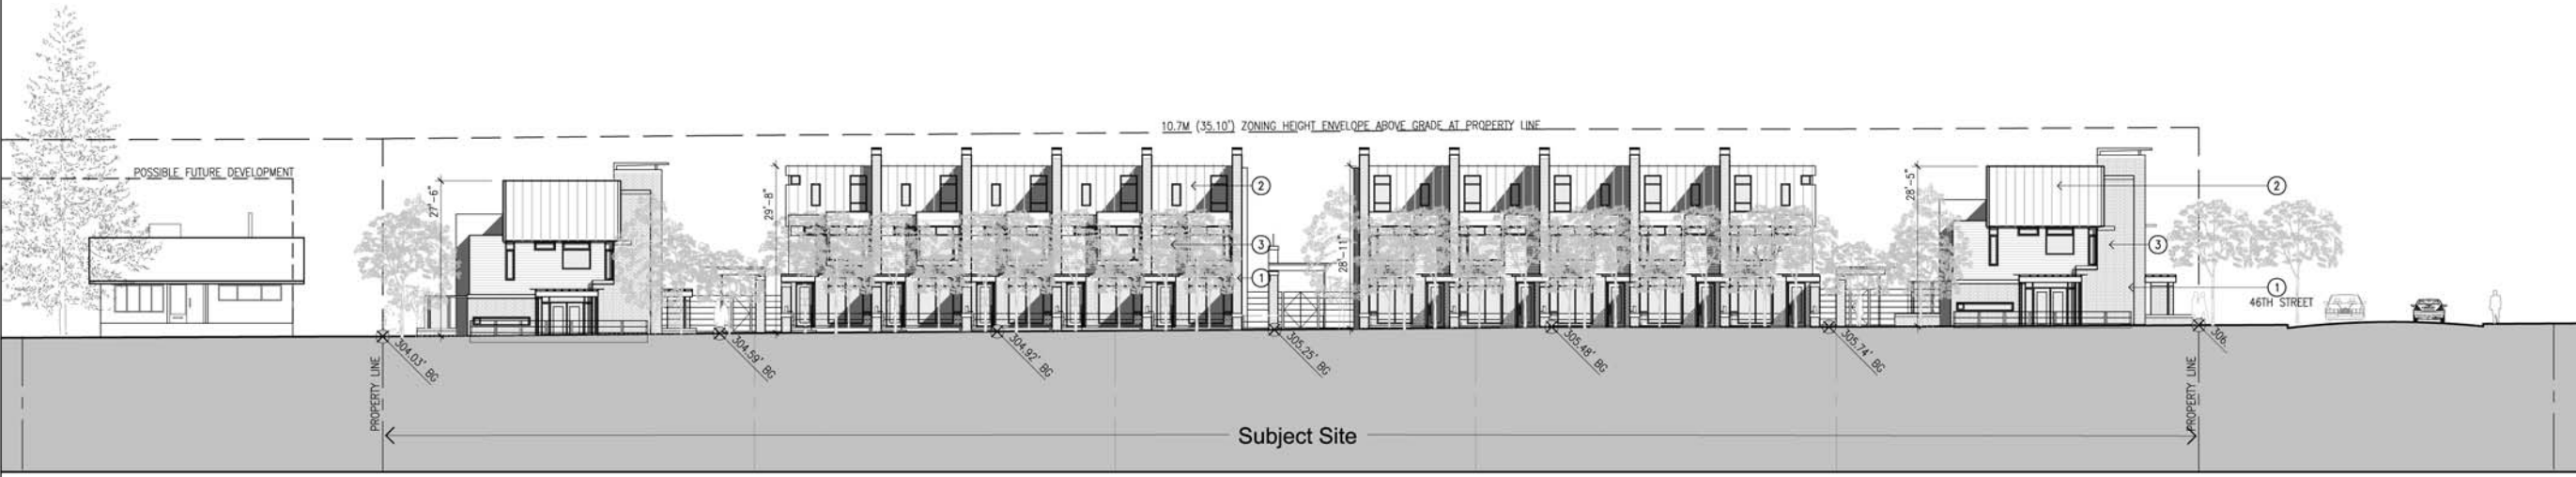 10.7M (35.10') ZONING HEIGHT ENVELOPE ABOVE GRADE AT PROPERTY LINE
POSSIBLE FUTURE DEVELOPMENT
27'-6"
29'-8"
2
3
1
28'-11"
28'-5"
2
3
1
46TH STREET
304.03' BG
304.59' BG
304.92' BG
305.25' BG
305.48' BG
305.74' BG
306.
PROPERTY LINE
PROPERTY LINE
Subject Site